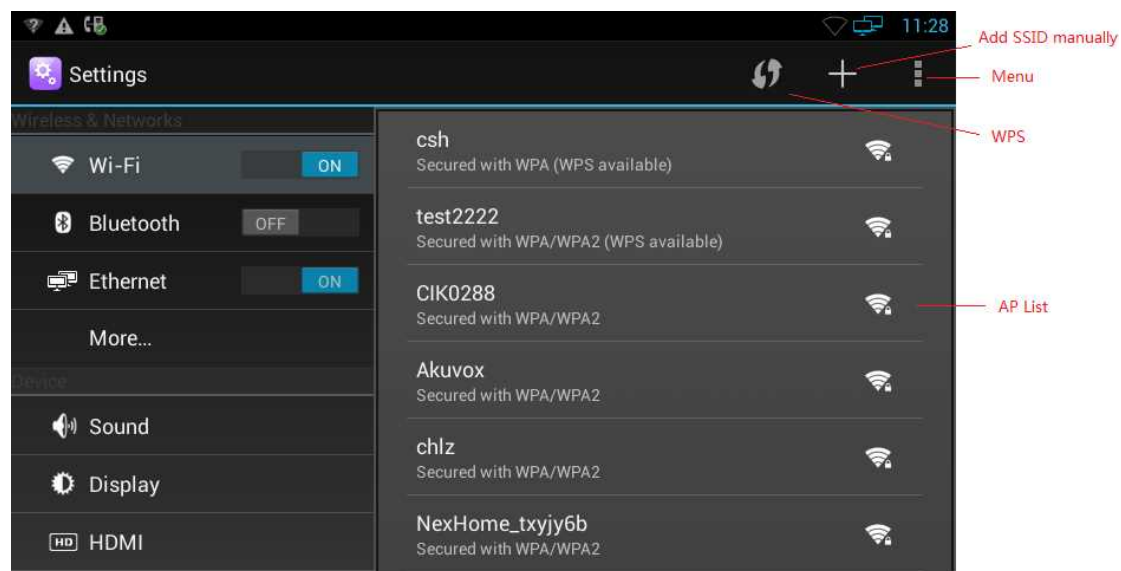 11:28
Add SSID manually
Settings
Menu
WPS
Wireless & Networks
Wi-Fi
ON
Bluetooth
OFF
Ethernet
ON
More...
Device
Sound
Display
HD
HDMI
csh
Secured with WPA (WPS available)
test2222
Secured with WPA/WPA2 (WPS available)
CIK0288
Secured with WPA/WPA2
AP List
Akuvox
Secured with WPA/WPA2
chlz
Secured with WPA/WPA2
NexHome_txyjy6b
Secured with WPA/WPA2